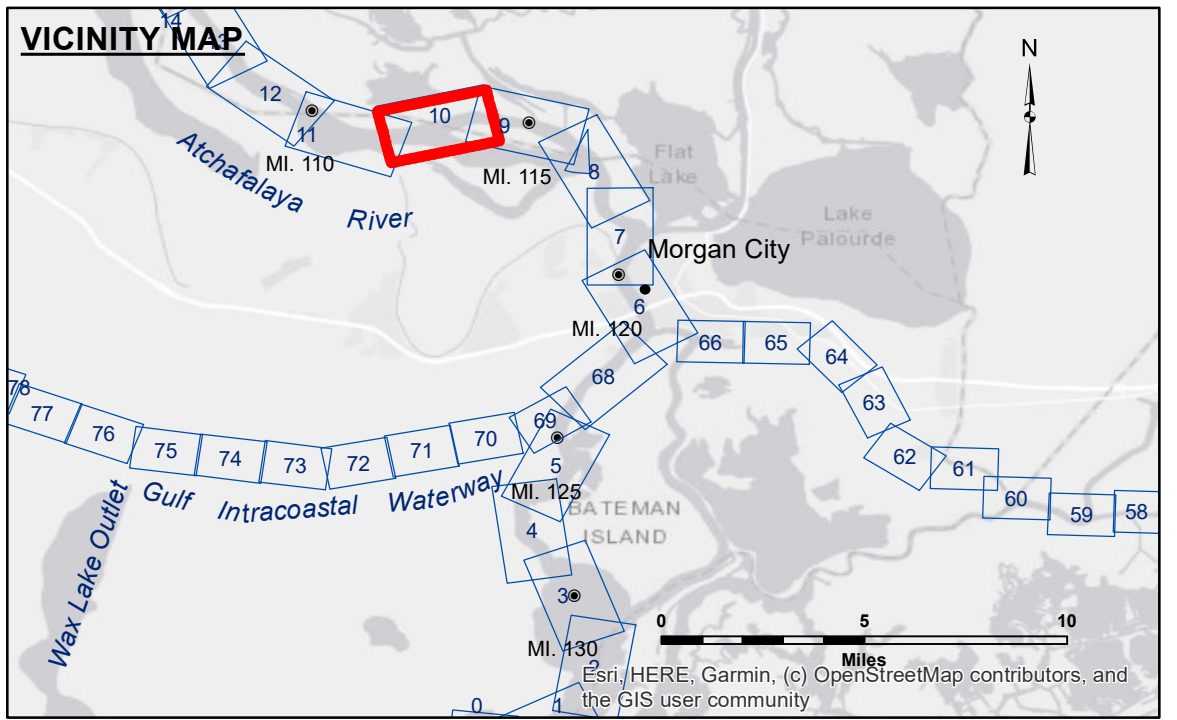 14
VICINITY MAP
13
N
12
10
9
11
MI. 110
MI. 115
8
Flat
Lake
Atchafalaya
River
Lake
Palourde
7
Morgan City
6
MI. 120
66
65
64
68
63
78
77
76
75
74
73
72
71
70
69
62
61
60
59
58
5
MI. 125
Gulf Intracoastal Waterway
BATEMAN
ISLAND
4
Wax Lake Outlet
3
MI. 130
2
0
1
0 5 10
Miles
Esri, HERE, Garmin, (c) OpenStreetMap contributors, and
the GIS user community